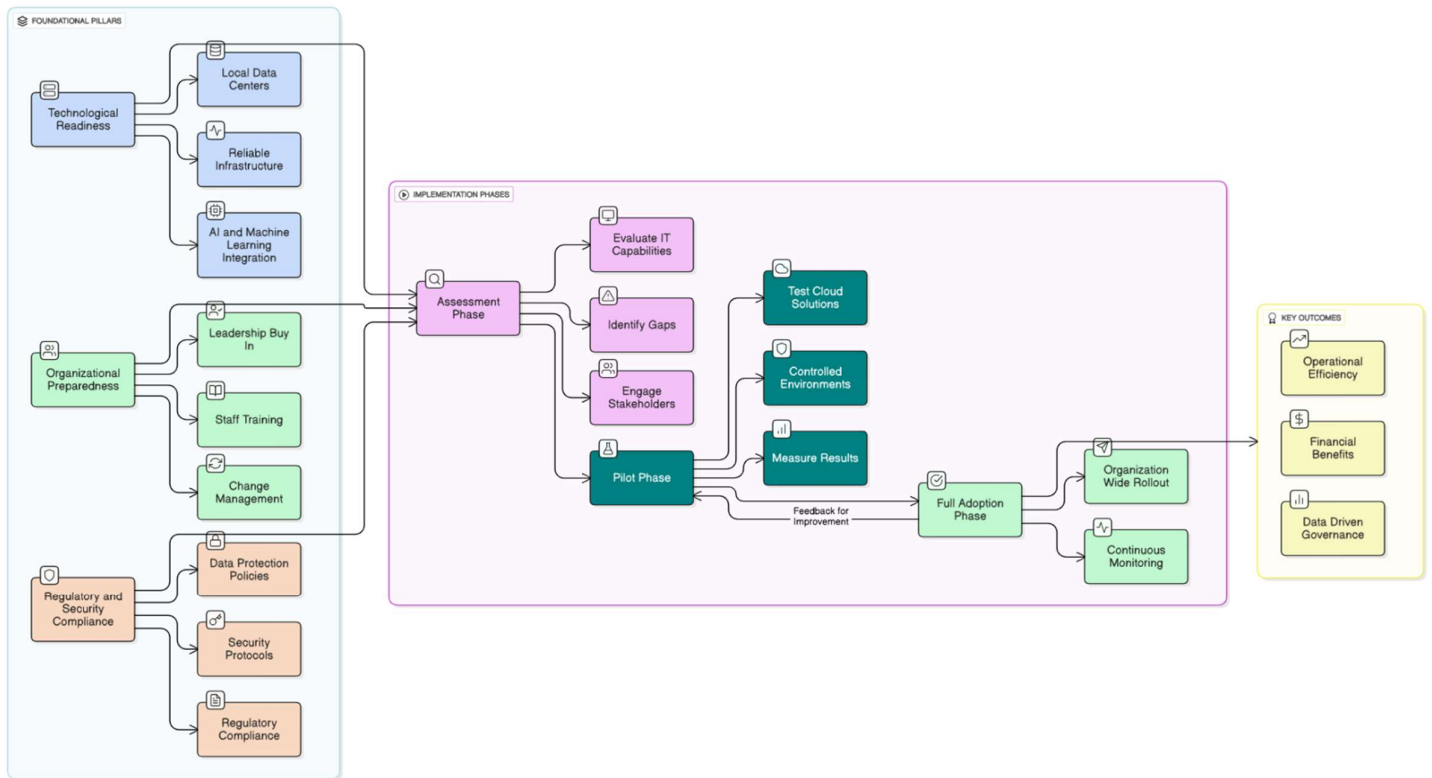 FOUNDATIONAL PILLARS
Technological
Readiness
Local Data
Centers
Reliable
Infrastructure
AI and Machine
Learning
Integration
Organizational
Preparedness
Leadership Buy
In
Staff Training
Change
Management
Regulatory and
Security
Compliance
Data Protection
Policies
Security
Protocols
Regulatory
Compliance
IMPLEMENTATION PHASES
Assessment
Phase
Evaluate IT
Capabilities
Identify Gaps
Engage
Stakeholders
Pilot Phase
Test Cloud
Solutions
Controlled
Environments
Measure Results
Feedback for
Improvement
Full Adoption
Phase
Organization
Wide Rollout
Continuous
Monitoring
KEY OUTCOMES
Operational
Efficiency
Financial
Benefits
Data Driven
Governance